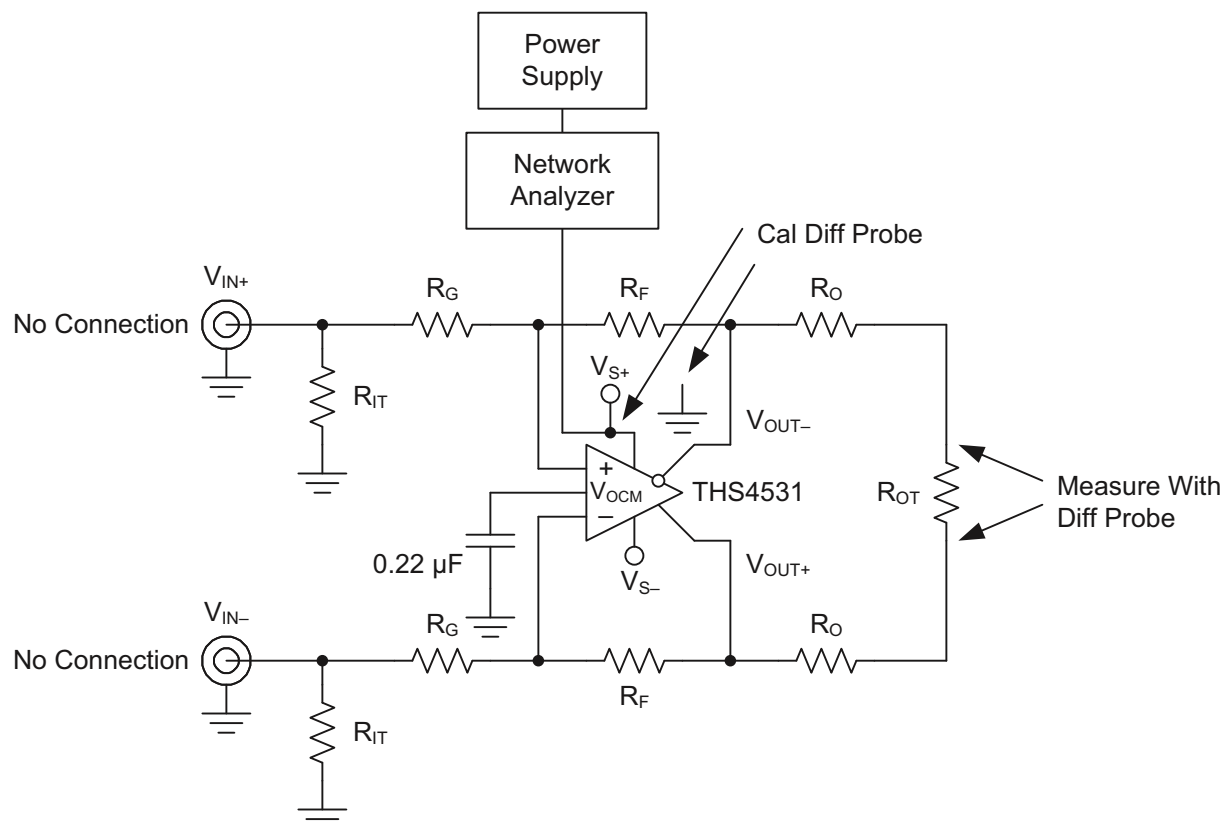 Power
Supply
Network
Analyzer
Cal Diff Probe
V_IN+
R_G
R_F
R_O
No Connection
V_S+
R_IT
V_OUT–
+
V_OCM
THS4531
–
R_OT
Measure With
Diff Probe
0.22 µF
V_S–
V_OUT+
V_IN–
R_G
R_O
No Connection
R_F
R_IT